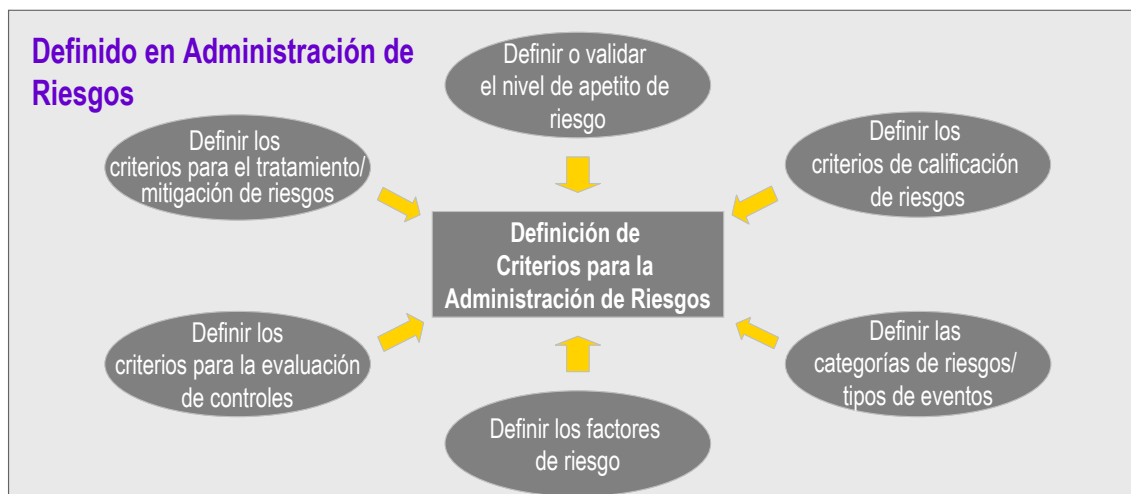 Definido en Administración de
Riesgos
Definir o validar
el nivel de apetito de
riesgo
Definir los
criterios para el tratamiento/
mitigación de riesgos
Definir los
criterios de calificación
de riesgos
Definición de
Criterios para la
Administración de Riesgos
Definir los
criterios para la evaluación
de controles
Definir las
categorías de riesgos/
tipos de eventos
Definir los factores
de riesgo